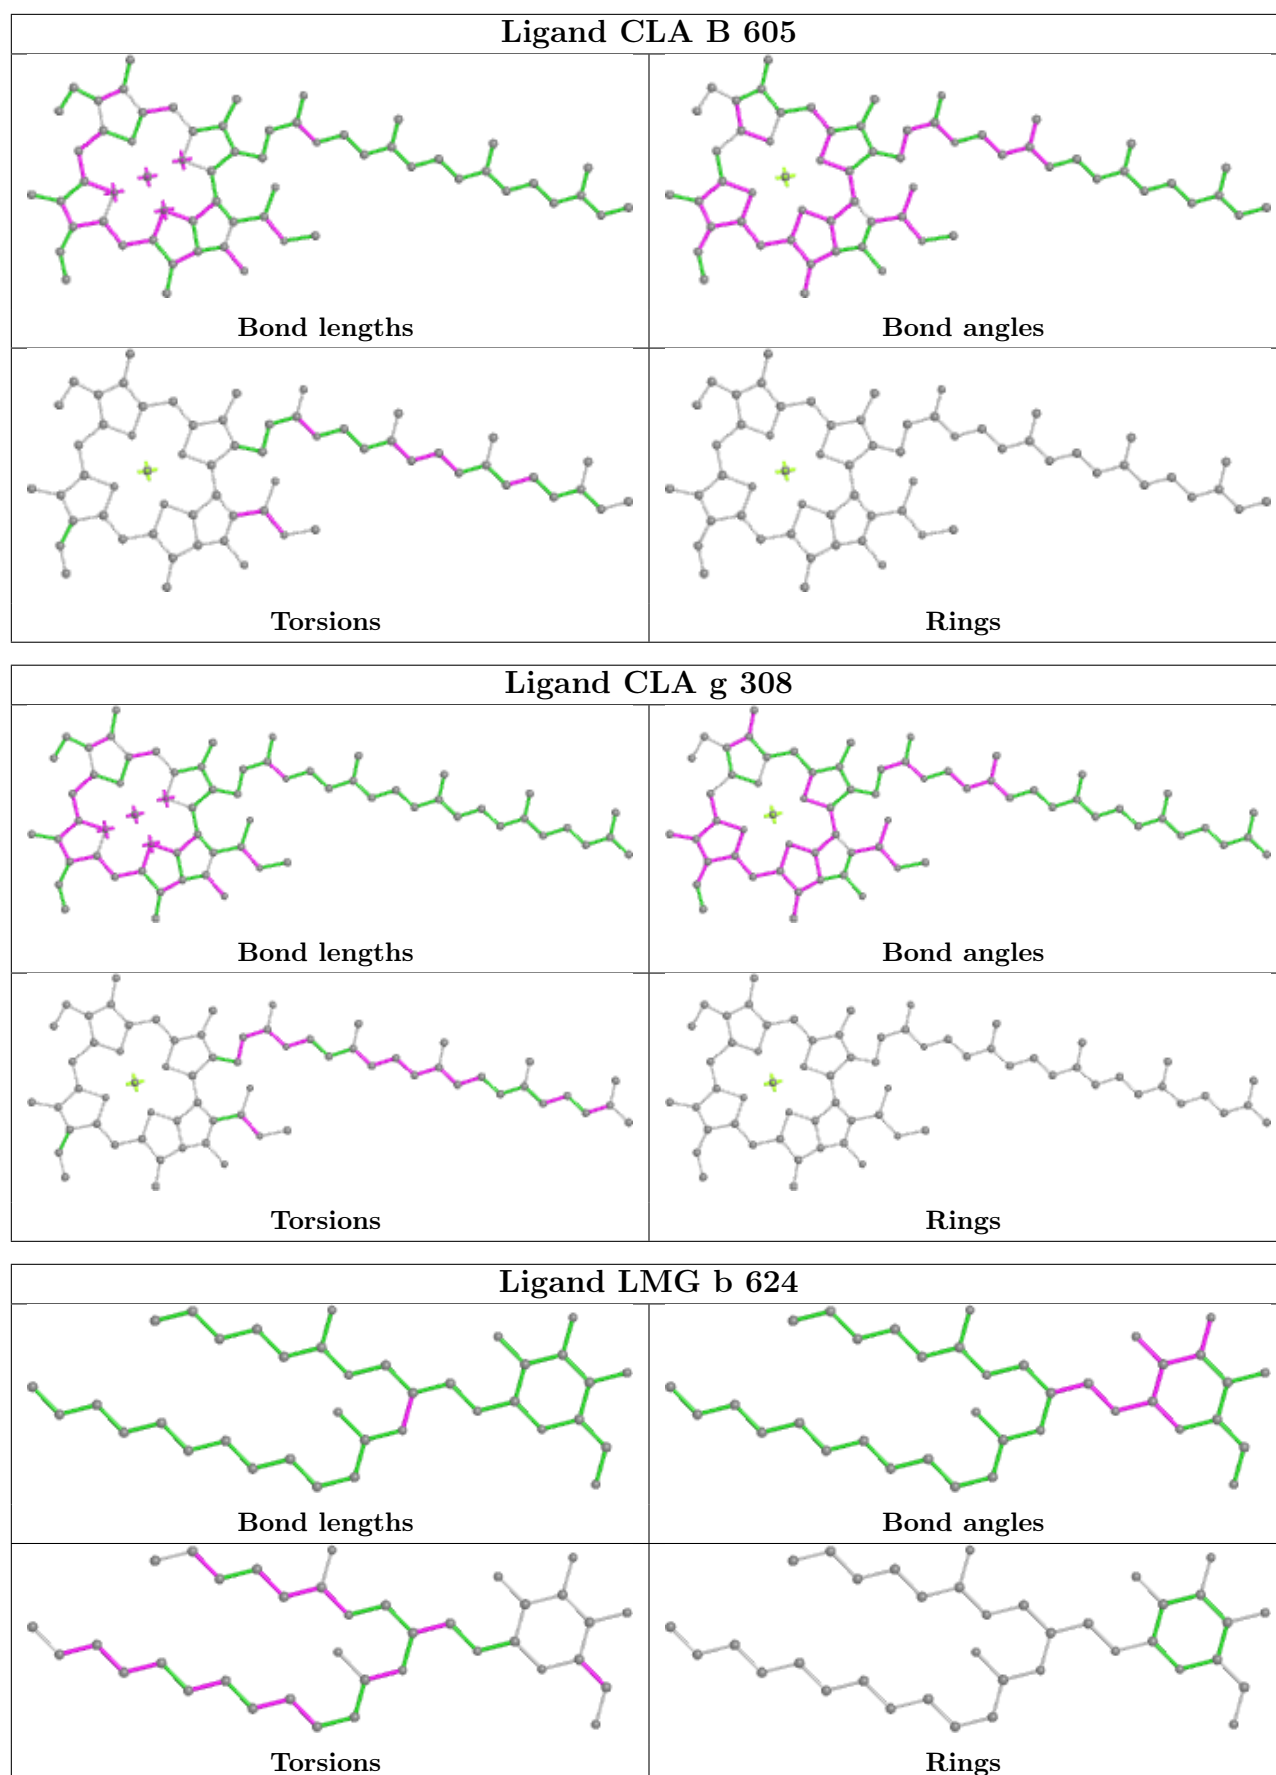 Ligand CLA B 605
Bond lengths
Bond angles
Torsions
Rings
Ligand CLA g 308
Bond lengths
Bond angles
Torsions
Rings
Ligand LMG b 624
Bond lengths
Bond angles
Torsions
Rings